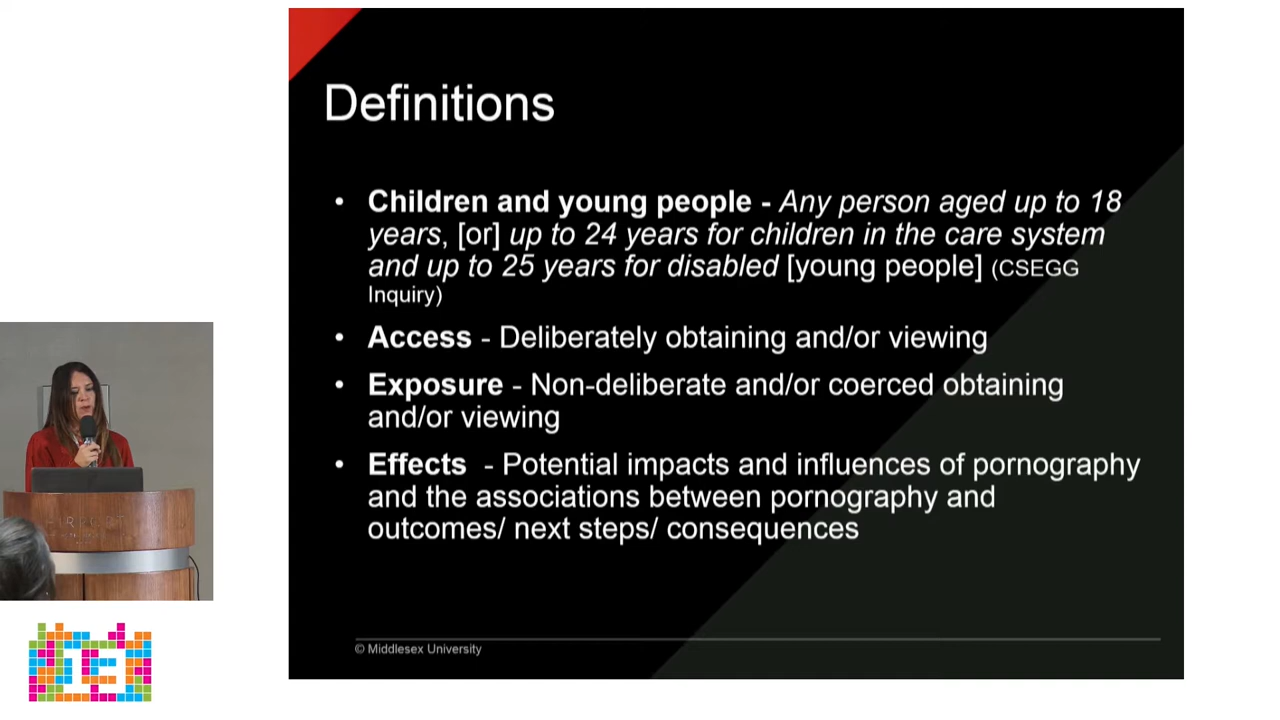 Definitions
• Children and young people - Any person aged up to 18
years, [or] up to 24 years for children in the care system
and up to 25 years for disabled [young people] (CSEGG
Inquiry)
• Access - Deliberately obtaining and/or viewing
• Exposure - Non-deliberate and/or coerced obtaining
and/or viewing
• Effects - Potential impacts and influences of pornography
and the associations between pornography and
outcomes/ next steps/ consequences
© Middlesex University